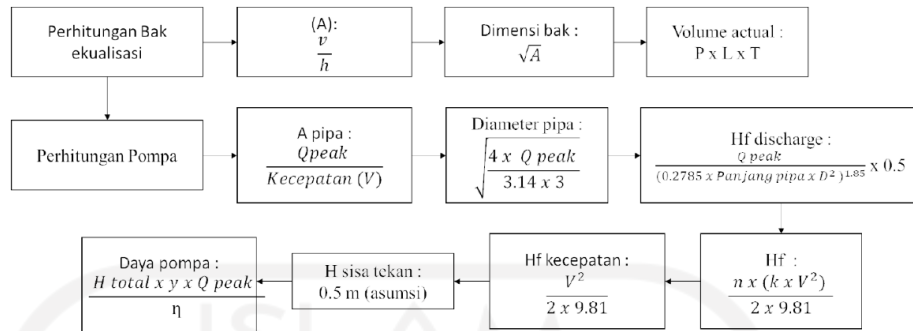 Perhitungan Bak
ekualisasi
(A):
v
h
Dimensi bak :
√A
Volume actual :
P x L x T
Perhitungan Pompa
A pipa :
Qpeak
Kecepatan (V)
Diameter pipa :
√4 x Q peak
3.14 x 3
Hf discharge :
Q peak
(0.2785 x Panjang pipa x D²)^1.85 x 0.5
Daya pompa :
H total x y x Q peak
η
H sisa tekan :
0.5 m (asumsi)
Hf kecepatan :
V²
2 x 9.81
Hf :
n x (k x V²)
2 x 9.81
ISLAM